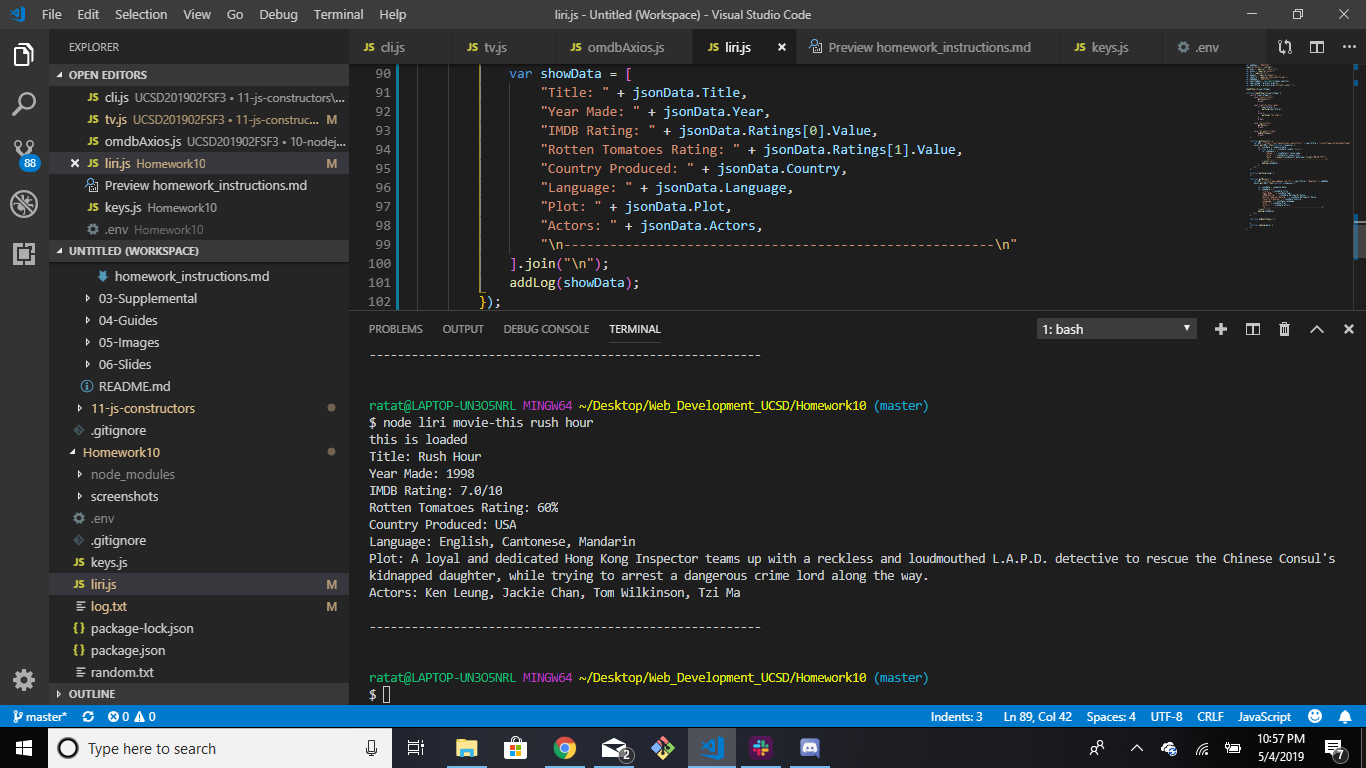 File Edit Selection View Go Debug Terminal Help
liri.js - Untitled (Workspace) - Visual Studio Code
EXPLORER
JS cli.js
JS tv.js
JS omdbAxios.js
JS liri.js
Preview homework_instructions.md
JS keys.js
.env
OPEN EDITORS
JS cli.js UCSD201902FSF3 • 11-js-constructors\...
JS tv.js UCSD201902FSF3 • 11-js-construc... M
JS omdbAxios.js UCSD201902FSF3 • 10-nodej...
JS liri.js Homework10 M
Preview homework_instructions.md
JS keys.js Homework10
.env Homework10
88
UNTITLED (WORKSPACE)
homework_instructions.md
03-Supplemental
04-Guides
05-Images
06-Slides
README.md
11-js-constructors
.gitignore
Homework10
node_modules
screenshots
.env
.gitignore
JS keys.js
JS liri.js M
log.txt M
{} package-lock.json
{} package.json
random.txt
OUTLINE
90 var showData = [
91 "Title: " + jsonData.Title,
92 "Year Made: " + jsonData.Year,
93 "IMDB Rating: " + jsonData.Ratings[0].Value,
94 "Rotten Tomatoes Rating: " + jsonData.Ratings[1].Value,
95 "Country Produced: " + jsonData.Country,
96 "Language: " + jsonData.Language,
97 "Plot: " + jsonData.Plot,
98 "Actors: " + jsonData.Actors,
99 "\n--------------------------------------------------------\n"
100 ].join("\n");
101 addLog(showData);
102 });
PROBLEMS OUTPUT DEBUG CONSOLE TERMINAL
1: bash
--------------------------------------------------------
ratat@LAPTOP-UN3O5NRL MINGW64 ~/Desktop/Web_Development_UCSD/Homework10 (master)
$ node liri movie-this rush hour
this is loaded
Title: Rush Hour
Year Made: 1998
IMDB Rating: 7.0/10
Rotten Tomatoes Rating: 60%
Country Produced: USA
Language: English, Cantonese, Mandarin
Plot: A loyal and dedicated Hong Kong Inspector teams up with a reckless and loudmouthed L.A.P.D. detective to rescue the Chinese Consul's
kidnapped daughter, while trying to arrest a dangerous crime lord along the way.
Actors: Ken Leung, Jackie Chan, Tom Wilkinson, Tzi Ma
--------------------------------------------------------
ratat@LAPTOP-UN3O5NRL MINGW64 ~/Desktop/Web_Development_UCSD/Homework10 (master)
$
master* 0 0
Indents: 3 Ln 89, Col 42 Spaces: 4 UTF-8 CRLF JavaScript
Type here to search
2
10:57 PM
5/4/2019
7